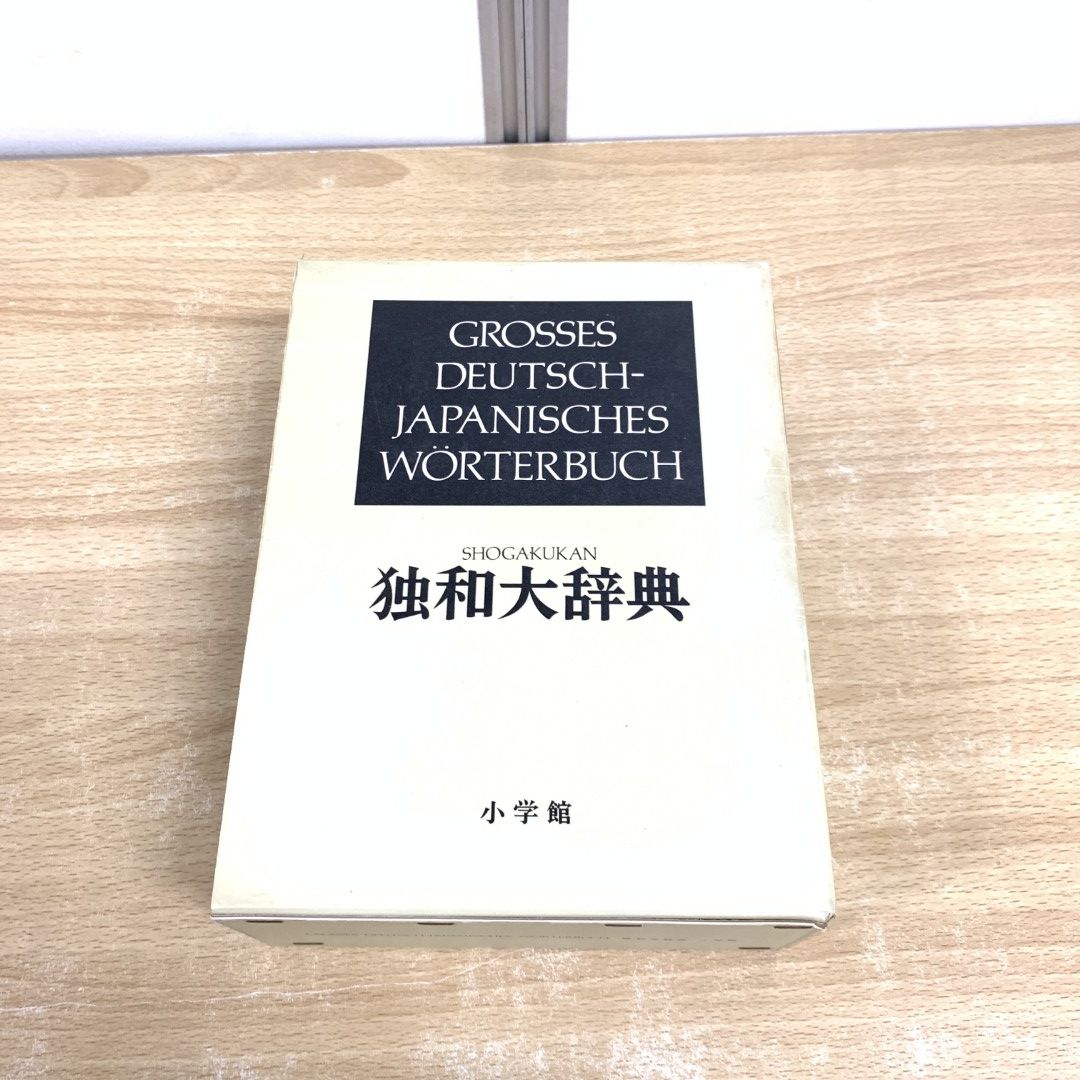 GROSSES
DEUTSCH-
JAPANISCHES
WÖRTERBUCH
SHOGAKUKAN
独和大辞典
小学館